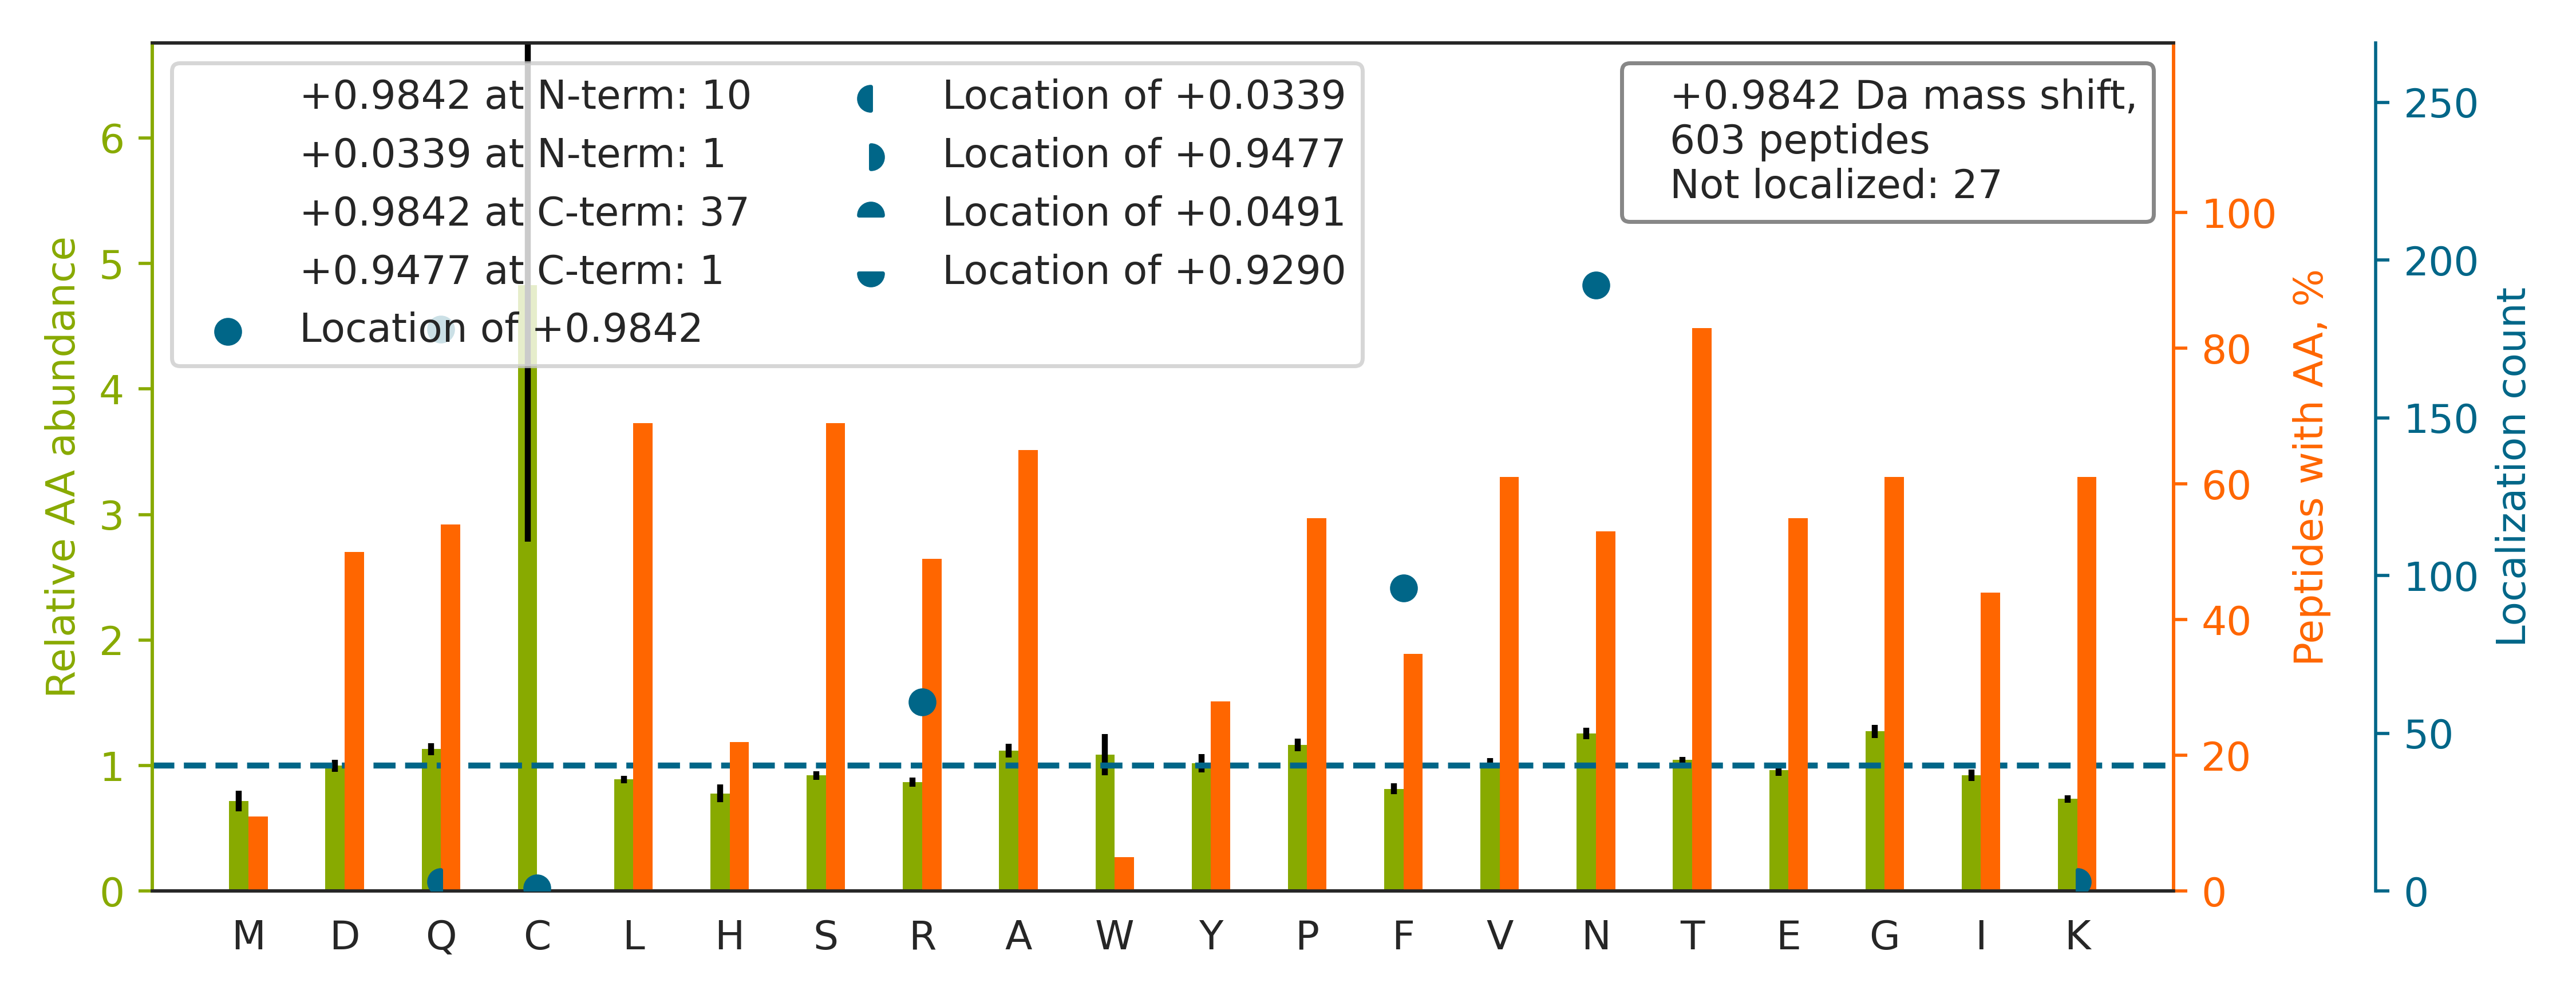 +0.9842 at N-term: 10
+0.0339 at N-term: 1
+0.9842 at C-term: 37
+0.9477 at C-term: 1
Location of +0.9842
Location of +0.0339
Location of +0.9477
Location of +0.0491
Location of +0.9290
+0.9842 Da mass shift,
603 peptides
Not localized: 27
Relative AA abundance
6
5
4
3
2
1
0
M D Q C L H S R A W Y P F V N T E G I K
100
80
60
40
20
0
Peptides with AA, %
250
200
150
100
50
0
Localization count